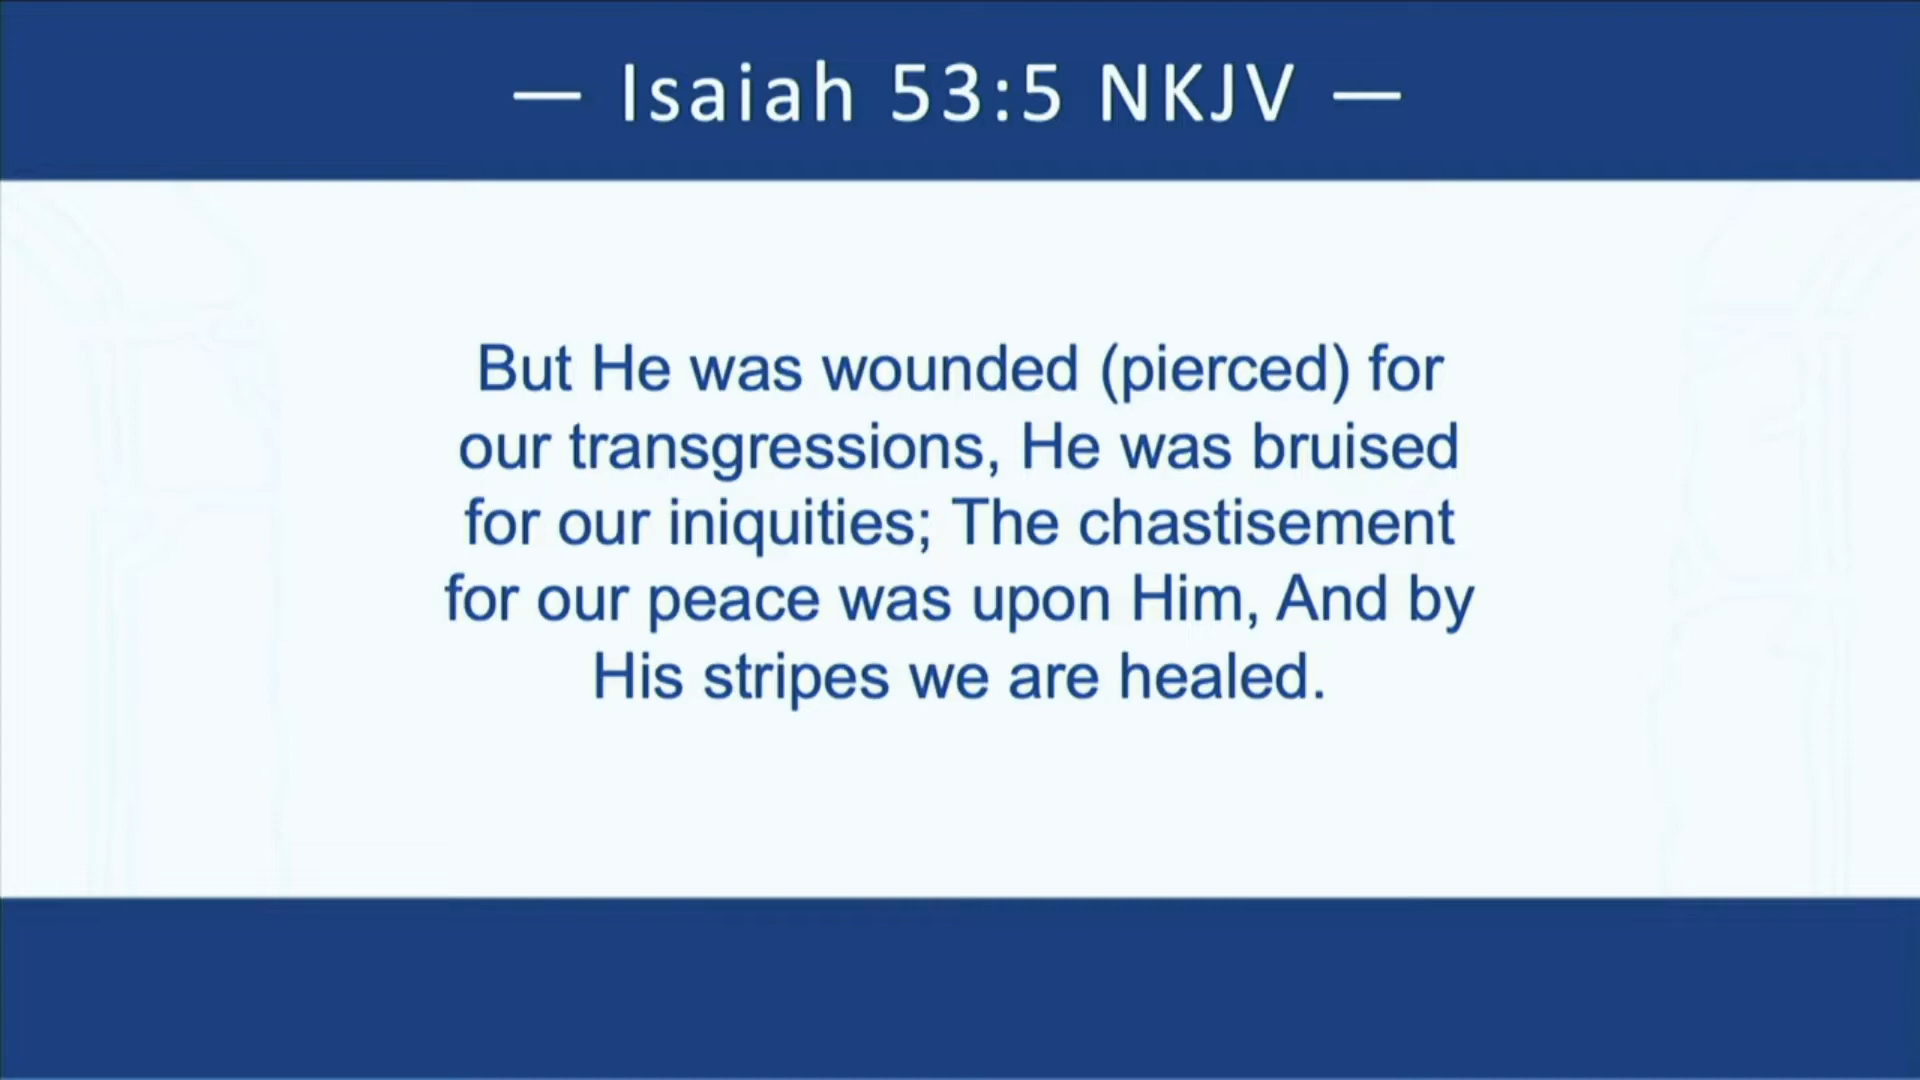 — Isaiah 53:5 NKJV —
But He was wounded (pierced) for
our transgressions, He was bruised
for our iniquities; The chastisement
for our peace was upon Him, And by
His stripes we are healed.